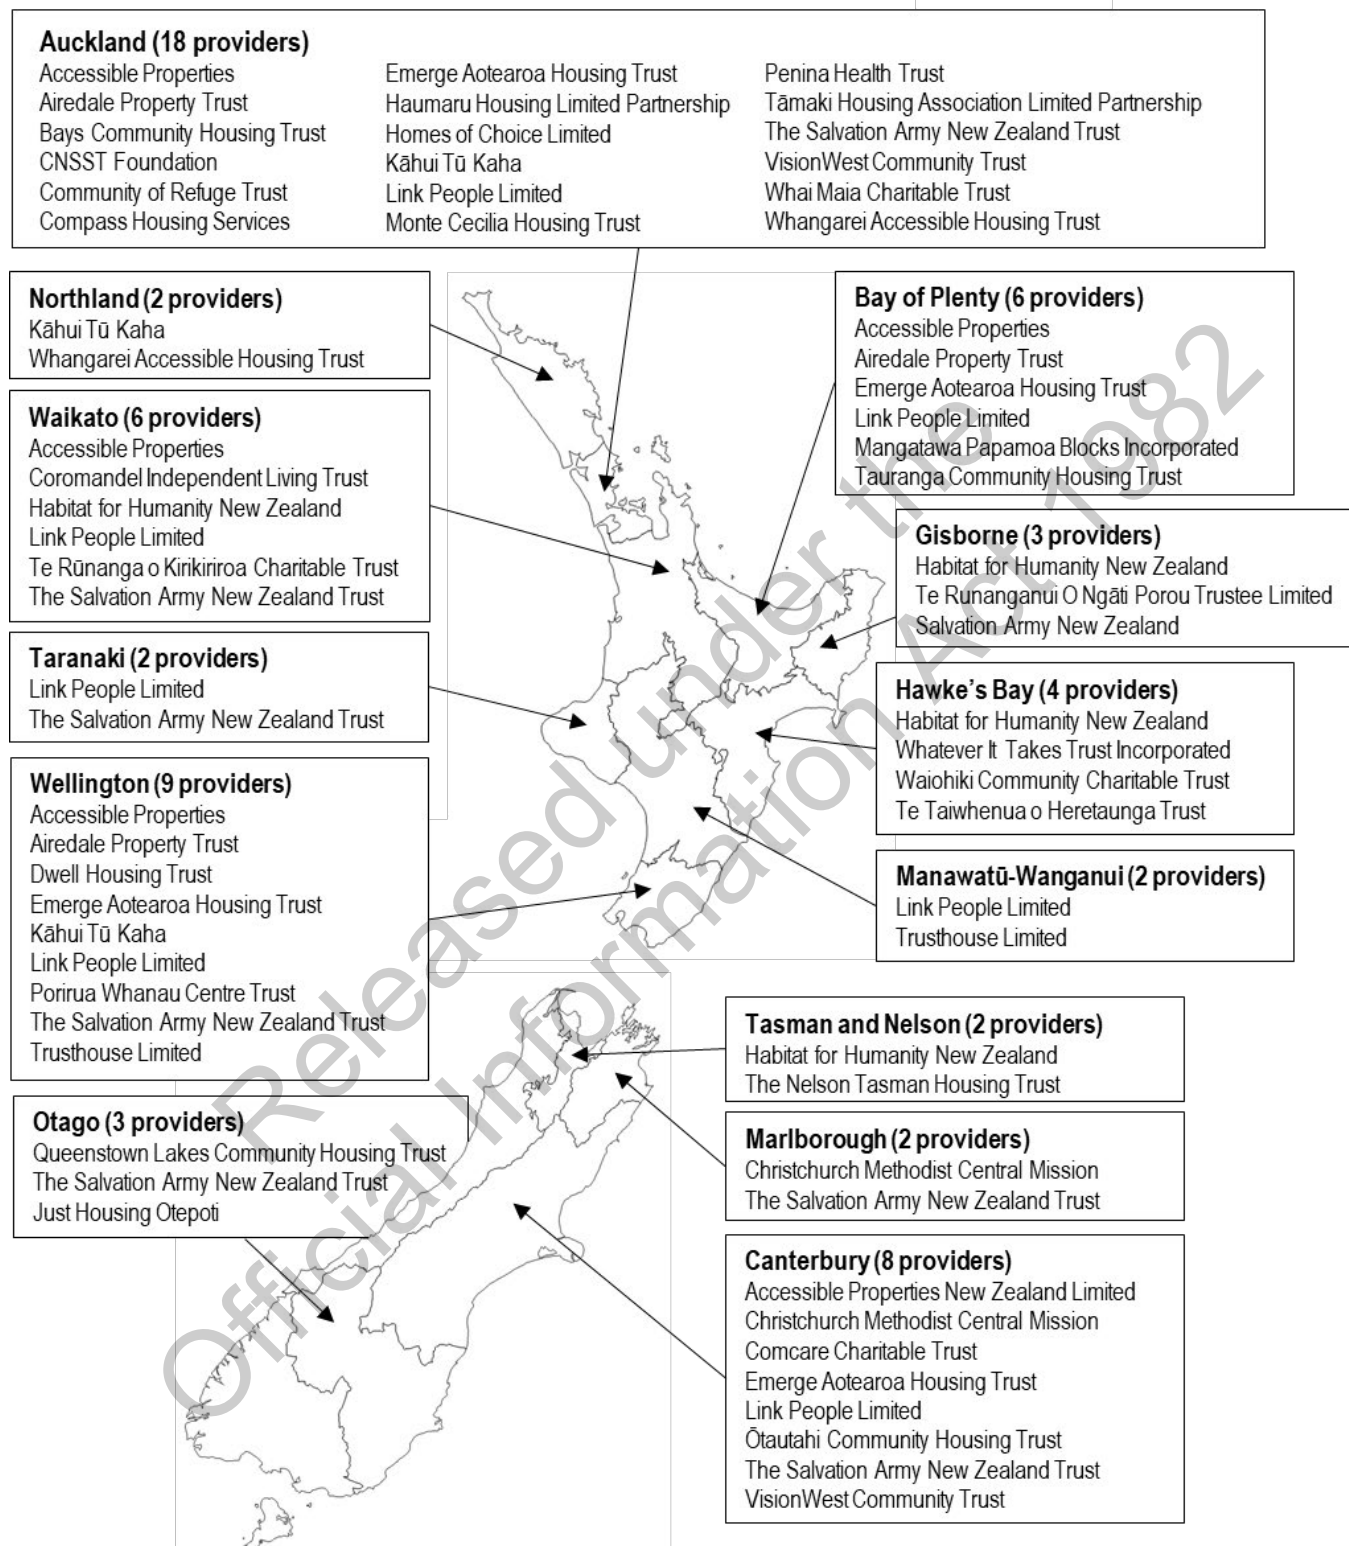 Auckland (18 providers)
Accessible Properties
Airedale Property Trust
Bays Community Housing Trust
CNSST Foundation
Community of Refuge Trust
Compass Housing Services
Emerge Aotearoa Housing Trust
Haumaru Housing Limited Partnership
Homes of Choice Limited
Kāhui Tū Kaha
Link People Limited
Monte Cecilia Housing Trust
Penina Health Trust
Tāmaki Housing Association Limited Partnership
The Salvation Army New Zealand Trust
VisionWest Community Trust
Whai Maia Charitable Trust
Whangarei Accessible Housing Trust
Northland (2 providers)
Kāhui Tū Kaha
Whangarei Accessible Housing Trust
Waikato (6 providers)
Accessible Properties
Coromandel Independent Living Trust
Habitat for Humanity New Zealand
Link People Limited
Te Rūnanga o Kirikiriroa Charitable Trust
The Salvation Army New Zealand Trust
Taranaki (2 providers)
Link People Limited
The Salvation Army New Zealand Trust
Wellington (9 providers)
Accessible Properties
Airedale Property Trust
Dwell Housing Trust
Emerge Aotearoa Housing Trust
Kāhui Tū Kaha
Link People Limited
Porirua Whanau Centre Trust
The Salvation Army New Zealand Trust
Trusthouse Limited
Otago (3 providers)
Queenstown Lakes Community Housing Trust
The Salvation Army New Zealand Trust
Just Housing Otepoti
Bay of Plenty (6 providers)
Accessible Properties
Airedale Property Trust
Emerge Aotearoa Housing Trust
Link People Limited
Mangatawa Papamoa Blocks Incorporated
Tauranga Community Housing Trust
Gisborne (3 providers)
Habitat for Humanity New Zealand
Te Runanganui O Ngāti Porou Trustee Limited
Salvation Army New Zealand
Hawke's Bay (4 providers)
Habitat for Humanity New Zealand
Whatever It Takes Trust Incorporated
Waiohiki Community Charitable Trust
Te Taiwhenua o Heretaunga Trust
Manawatū-Wanganui (2 providers)
Link People Limited
Trusthouse Limited
Tasman and Nelson (2 providers)
Habitat for Humanity New Zealand
The Nelson Tasman Housing Trust
Marlborough (2 providers)
Christchurch Methodist Central Mission
The Salvation Army New Zealand Trust
Canterbury (8 providers)
Accessible Properties New Zealand Limited
Christchurch Methodist Central Mission
Comcare Charitable Trust
Emerge Aotearoa Housing Trust
Link People Limited
Ōtautahi Community Housing Trust
The Salvation Army New Zealand Trust
VisionWest Community Trust
Released under the
Official Information Act 1982